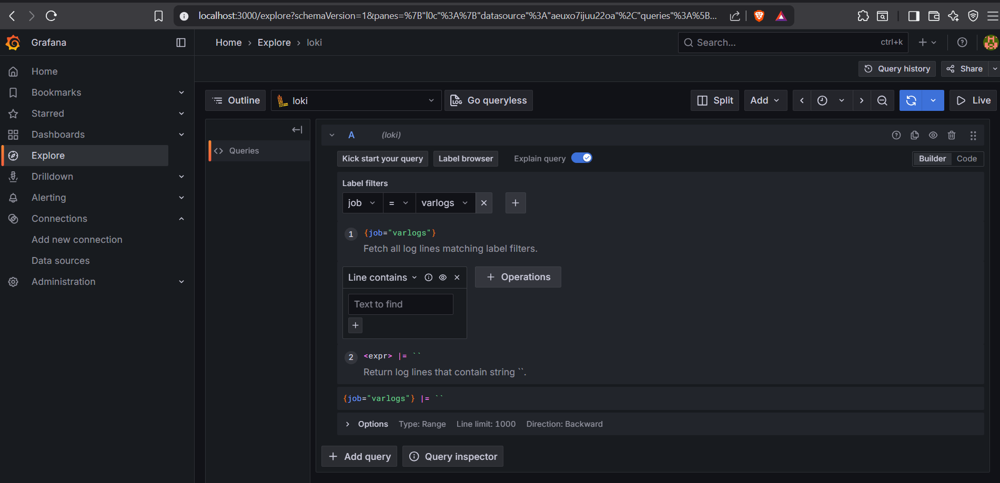 localhost:3000/explore?schemaVersion=1&panes=%7B"l0c"%3A%7B"datasource"%3A"aeuxo7ijuu22oa"%2C"queries"%3A%5B...
Grafana
Home › Explore › loki
Search... ctrl+k
Query history Share
Home
Bookmarks
Starred
Dashboards
Explore
Drilldown
Alerting
Connections
Add new connection
Data sources
Administration
Outline loki Go queryless Split Add Live
Queries
A (loki)
Kick start your query Label browser Explain query Builder Code
Label filters
job = varlogs
1 {job="varlogs"}
Fetch all log lines matching label filters.
Line contains + Operations
Text to find
+
2 <expr> |= ``
Return log lines that contain string ``.
{job="varlogs"} |= ``
Options Type: Range Line limit: 1000 Direction: Backward
+ Add query Query inspector